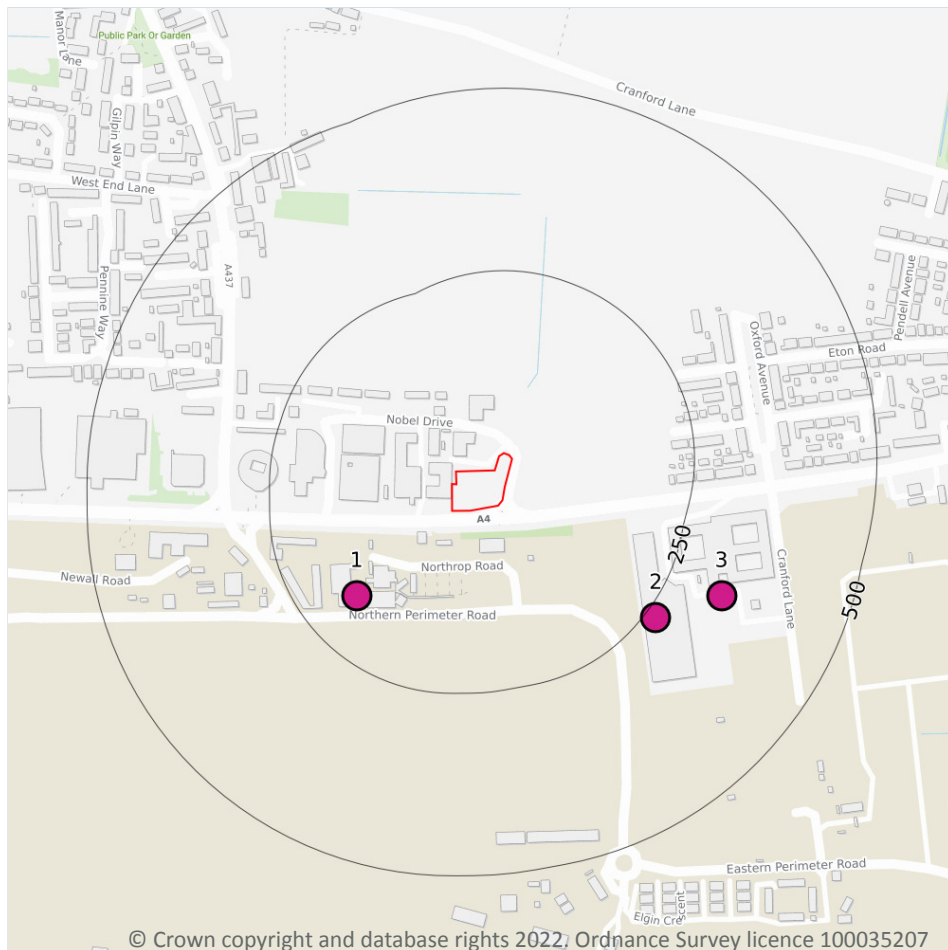 Manor Lane
Public Park Or Garden
Gilpin Way
Cranford Lane
West End Lane
Pennine Way
A437
Pendell Avenue
Oxford Avenue
Eton Road
Nobel Drive
A4
250
Northrop Road
Newall Road
1
2
3
Cranford Lane
500
Northern Perimeter Road
Eastern Perimeter Road
Elgin Crescent
© Crown copyright and database rights 2022. Ordnance Survey licence 100035207